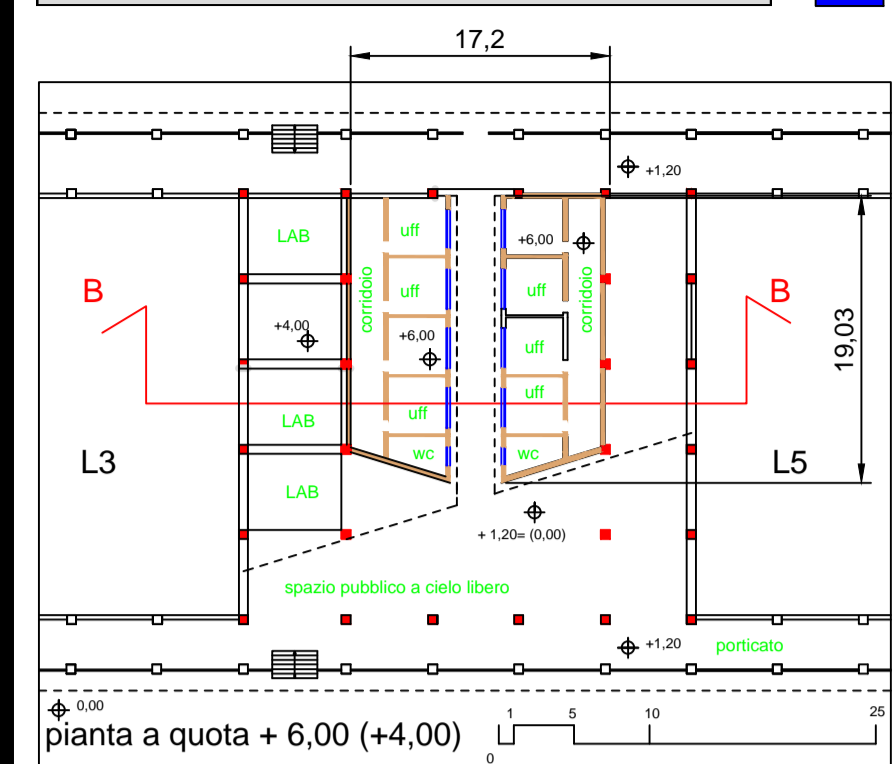 17,2
+1,20
LAB
uff
+6,00
corridoio
corridoio
uff
uff
B
B
+4,00
+6,00
uff
19,03
uff
LAB
uff
wc
wc
L3
L5
LAB
+ 1,20= (0,00)
spazio pubblico a cielo libero
+1,20
porticato
0,00
1 5 10 25
pianta a quota + 6,00 (+4,00)
0